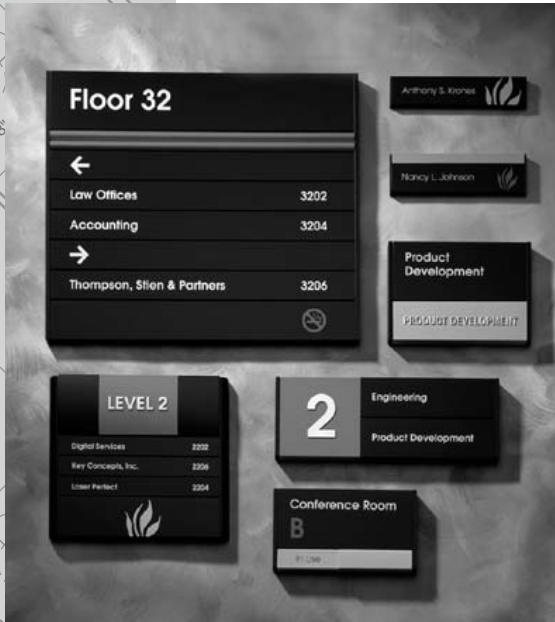 Floor 32
←
Law Offices 3202
Accounting 3204
→
Thompson, Stien & Partners 3206
Anthony S. Krones
Nancy L. Johnson
Product
Development
PRODUCT DEVELOPMENT
LEVEL 2
Digital Services 2202
Key Concepts, Inc. 2206
Laser Perfect 2204
2
Engineering
Product Development
Conference Room
B
In Use